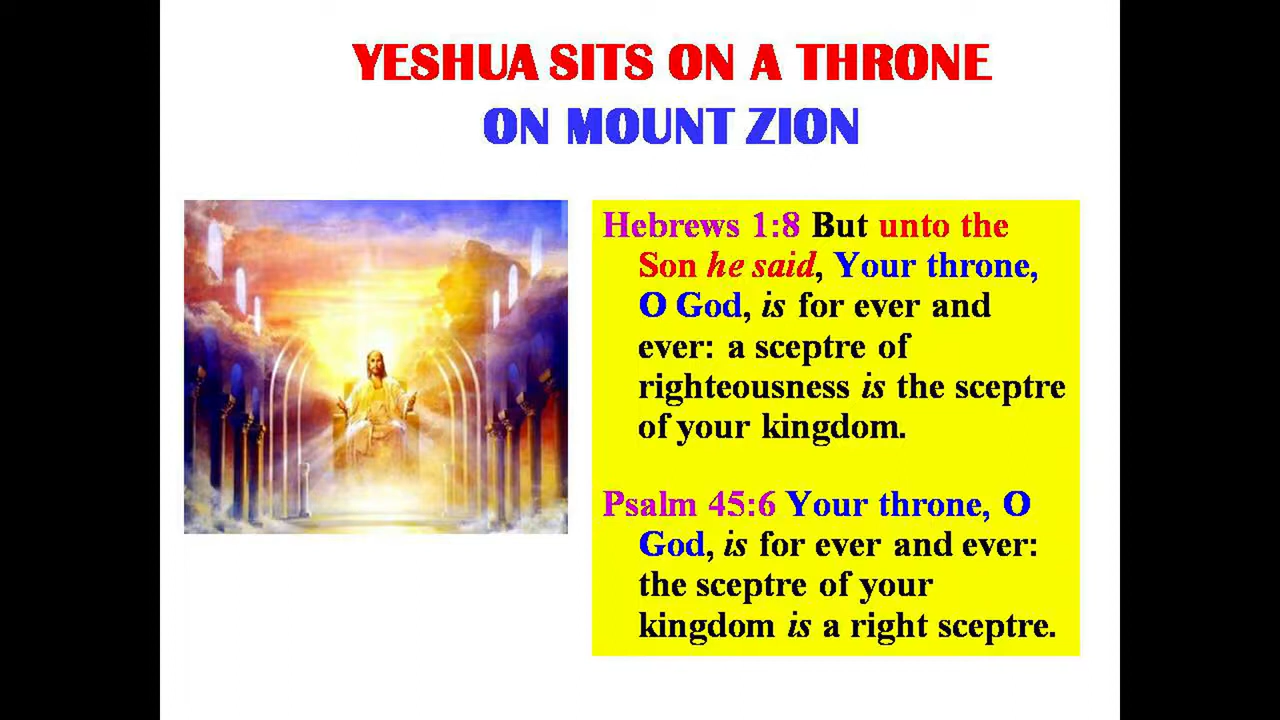 YESHUA SITS ON A THRONE
ON MOUNT ZION
Hebrews 1:8 But unto the
Son he said, Your throne,
O God, is for ever and
ever: a sceptre of
righteousness is the sceptre
of your kingdom.
Psalm 45:6 Your throne, O
God, is for ever and ever:
the sceptre of your
kingdom is a right sceptre.